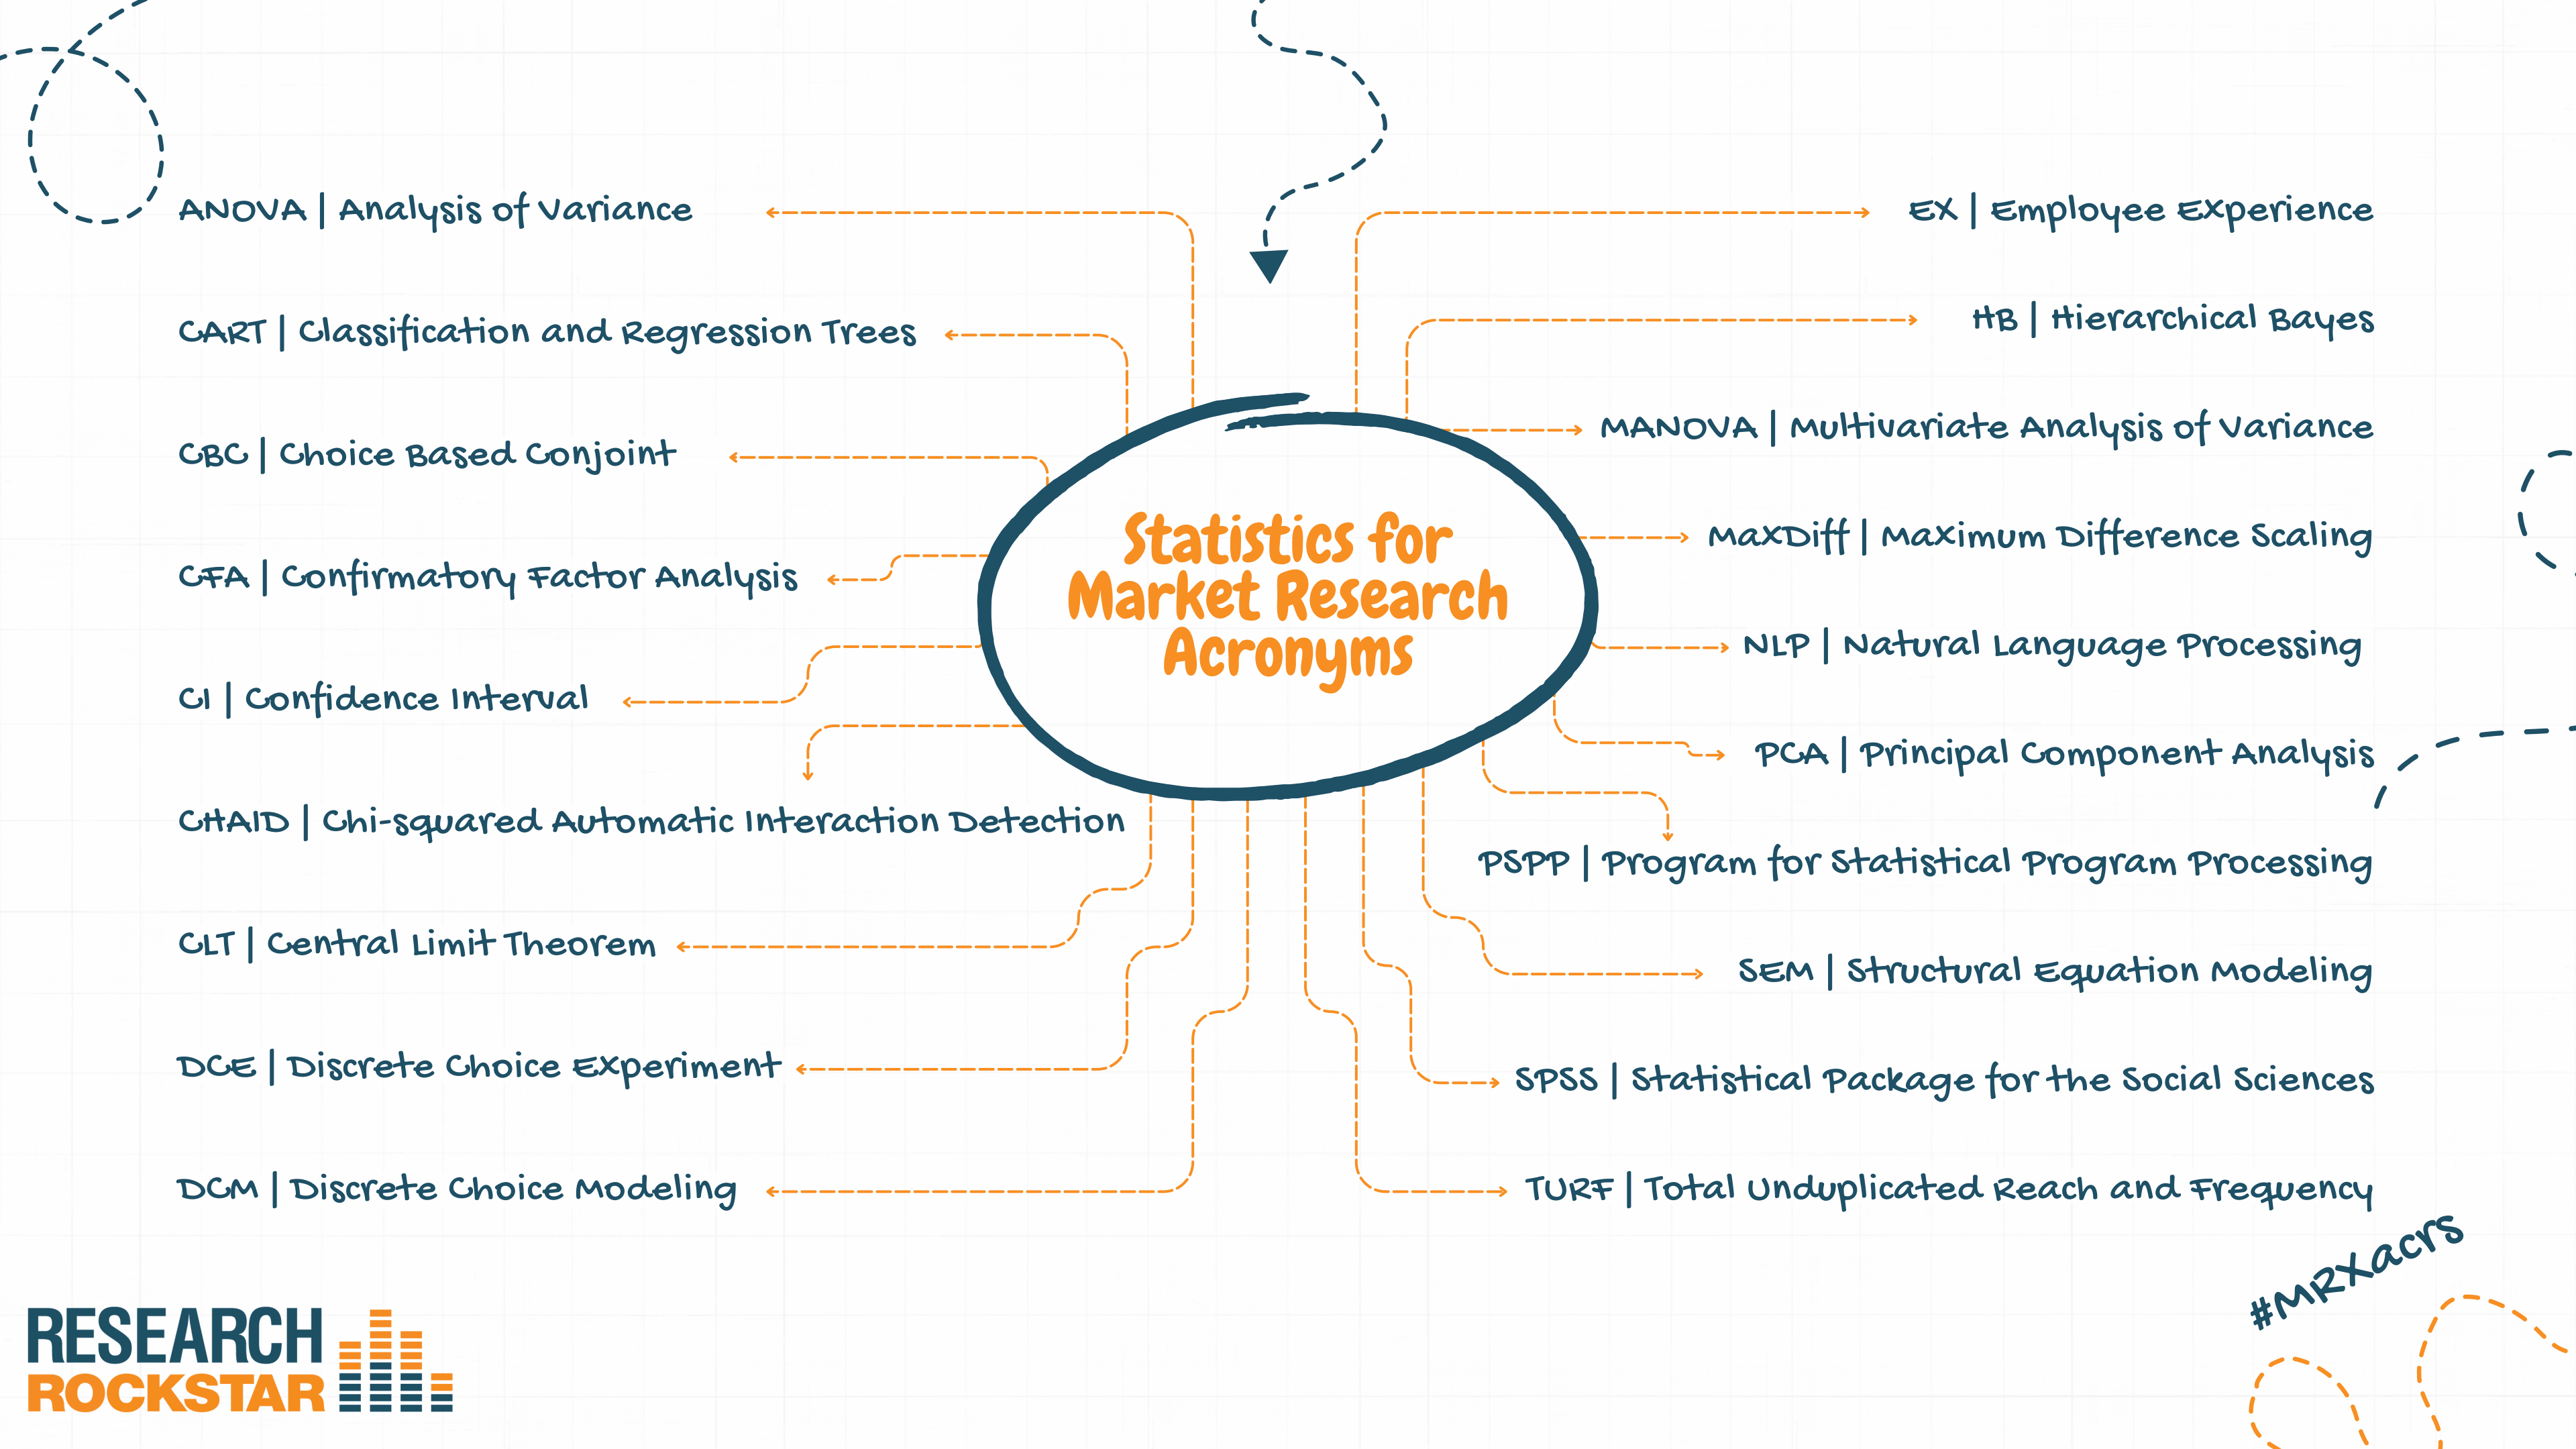 ANOVA | Analysis of Variance
CART | Classification and Regression Trees
CBC | Choice Based Conjoint
CFA | Confirmatory Factor Analysis
CI | Confidence Interval
CHAID | Chi-squared Automatic Interaction Detection
CLT | Central Limit Theorem
DCE | Discrete Choice Experiment
DCM | Discrete Choice Modeling
Statistics for
Market Research
Acronyms
EX | Employee Experience
HB | Hierarchical Bayes
MANOVA | Multivariate Analysis of Variance
MaxDiff | Maximum Difference Scaling
NLP | Natural Language Processing
PCA | Principal Component Analysis
PSPP | Program for Statistical Program Processing
SEM | Structural Equation Modeling
SPSS | Statistical Package for the Social Sciences
TURF | Total Unduplicated Reach and Frequency
#MRXacrs
RESEARCH
ROCKSTAR